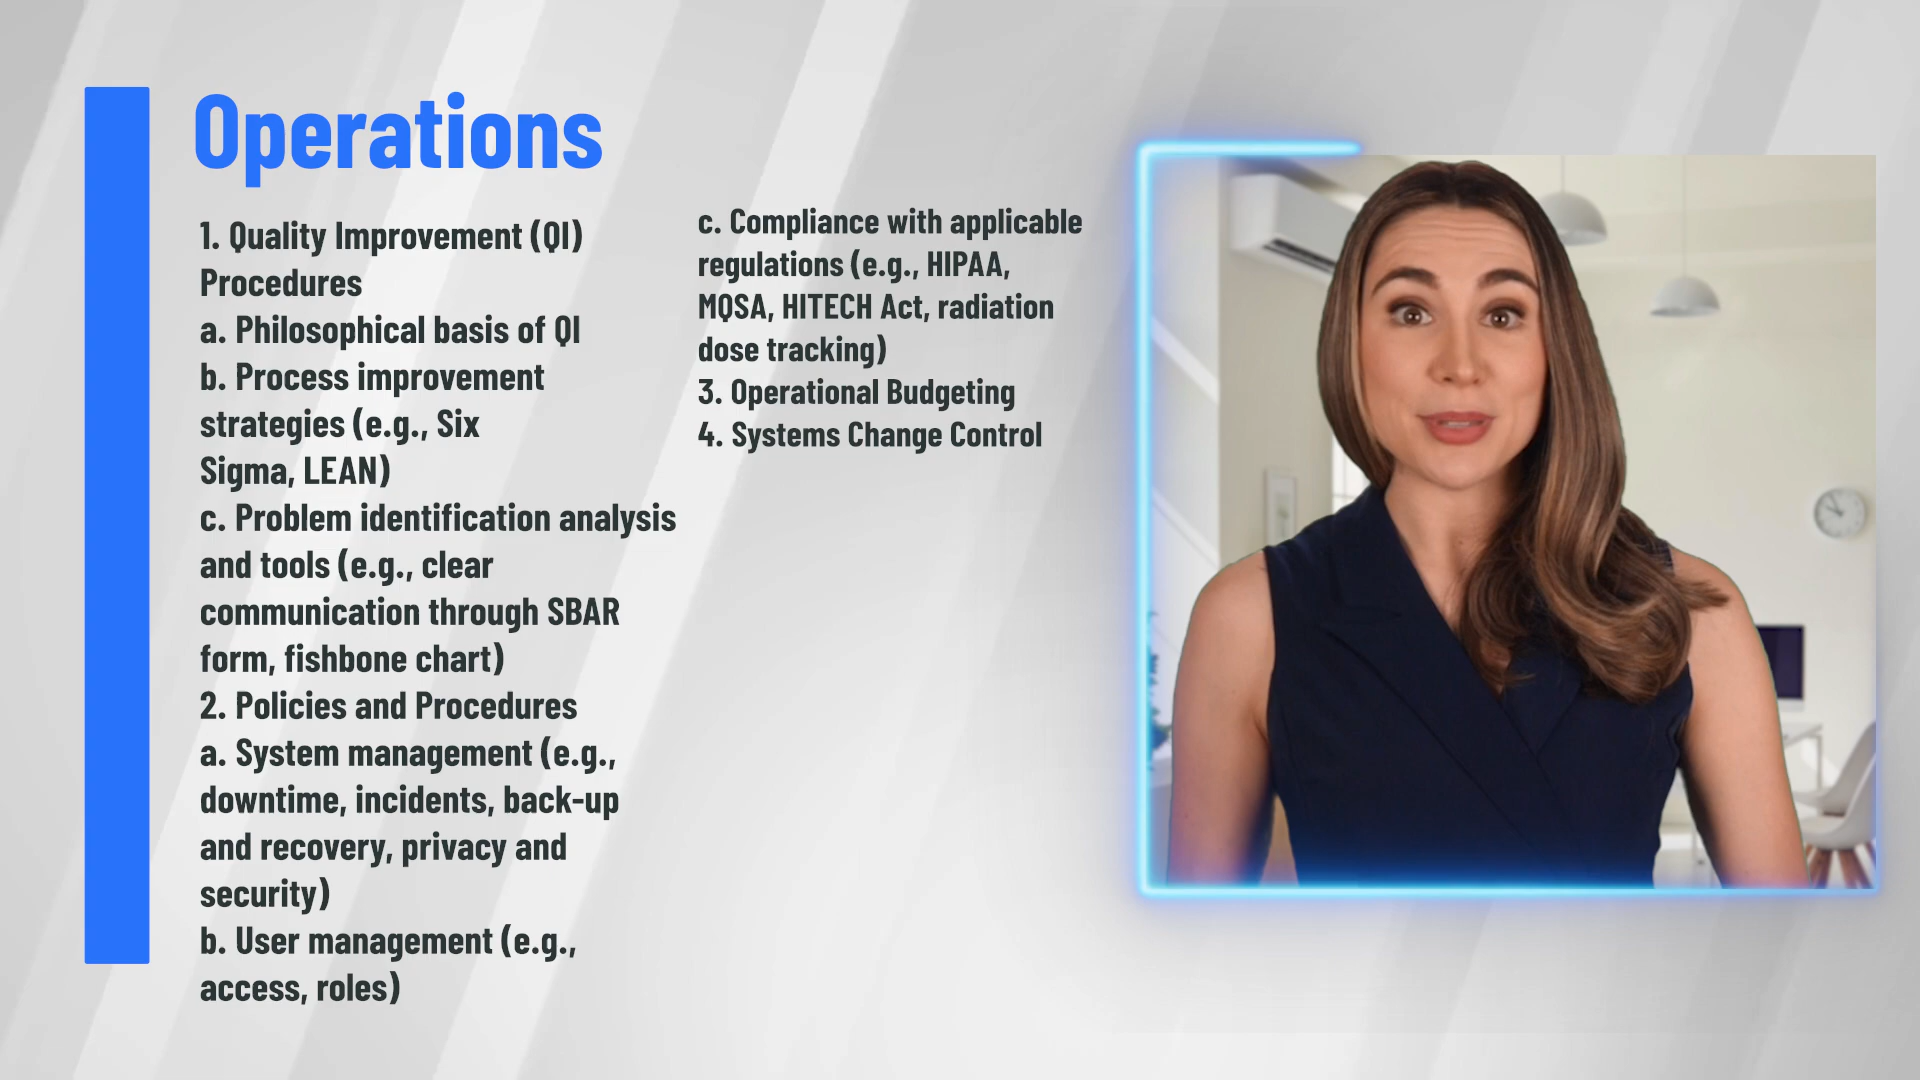 Operations
1. Quality Improvement (QI)
Procedures
a. Philosophical basis of QI
b. Process improvement
strategies (e.g., Six
Sigma, LEAN)
c. Problem identification analysis
and tools (e.g., clear
communication through SBAR
form, fishbone chart)
2. Policies and Procedures
a. System management (e.g.,
downtime, incidents, back-up
and recovery, privacy and
security)
b. User management (e.g.,
access, roles)
c. Compliance with applicable
regulations (e.g., HIPAA,
MQSA, HITECH Act, radiation
dose tracking)
3. Operational Budgeting
4. Systems Change Control